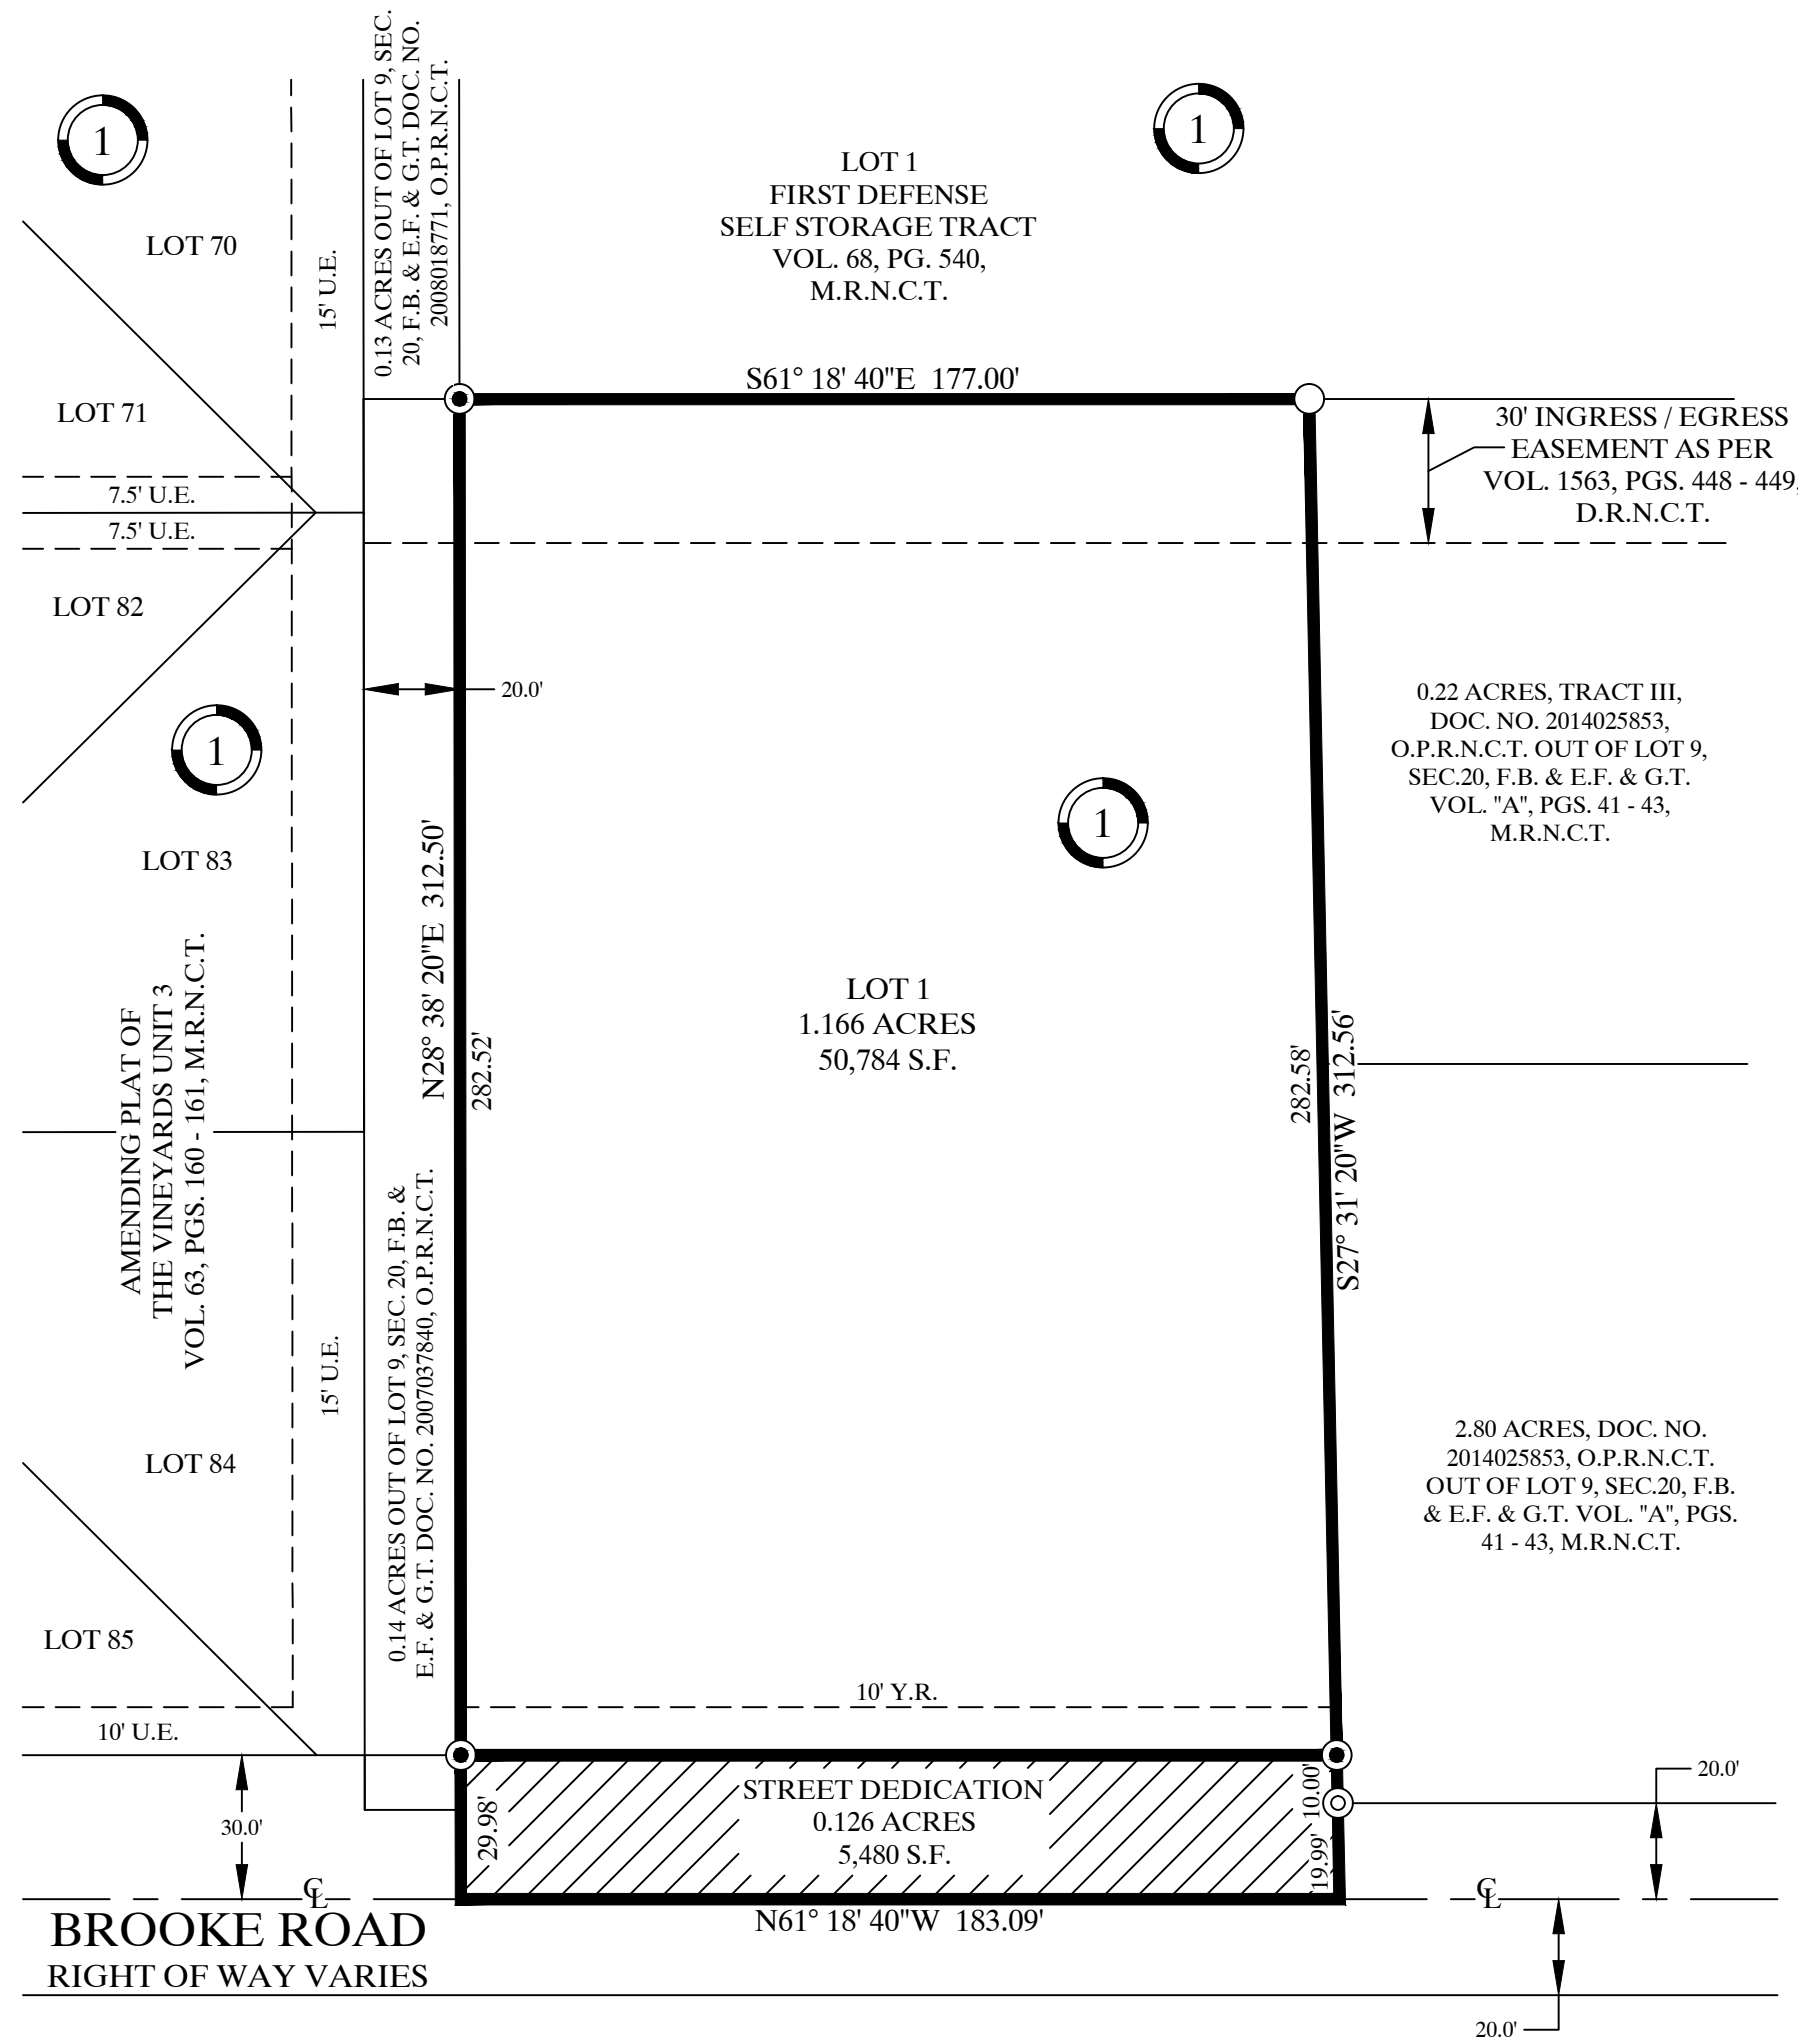 1
1
0.13 ACRES OUT OF LOT 9, SEC.
20, F.B. & E.F. & G.T. DOC. NO.
2008018771, O.P.R.N.C.T.
LOT 1
FIRST DEFENSE
SELF STORAGE TRACT
VOL. 68, PG. 540,
M.R.N.C.T.
LOT 70
15' U.E.
S61° 18' 40"E 177.00'
LOT 71
30' INGRESS / EGRESS
EASEMENT AS PER
VOL. 1563, PGS. 448 - 449,
D.R.N.C.T.
7.5' U.E.
7.5' U.E.
LOT 82
20.0'
0.22 ACRES, TRACT III,
DOC. NO. 2014025853,
O.P.R.N.C.T. OUT OF LOT 9,
SEC.20, F.B. & E.F. & G.T.
VOL. "A", PGS. 41 - 43,
M.R.N.C.T.
1
1
LOT 83
N28° 38' 20"E 312.50'
282.52'
LOT 1
1.166 ACRES
50,784 S.F.
282.58'
S27° 31' 20"W 312.56'
AMENDING PLAT OF
THE VINEYARDS UNIT 3
VOL. 63, PGS. 160 - 161, M.R.N.C.T.
15' U.E.
0.14 ACRES OUT OF LOT 9, SEC. 20, F.B. &
E.F. & G.T. DOC. NO. 2007037840, O.P.R.N.C.T.
LOT 84
2.80 ACRES, DOC. NO.
2014025853, O.P.R.N.C.T.
OUT OF LOT 9, SEC.20, F.B.
& E.F. & G.T. VOL. "A", PGS.
41 - 43, M.R.N.C.T.
LOT 85
10' Y.R.
10' U.E.
STREET DEDICATION
0.126 ACRES
5,480 S.F.
29.98'
10.00'
19.99'
20.0'
30.0'
CL
CL
N61° 18' 40"W 183.09'
BROOKE ROAD
RIGHT OF WAY VARIES
20.0'